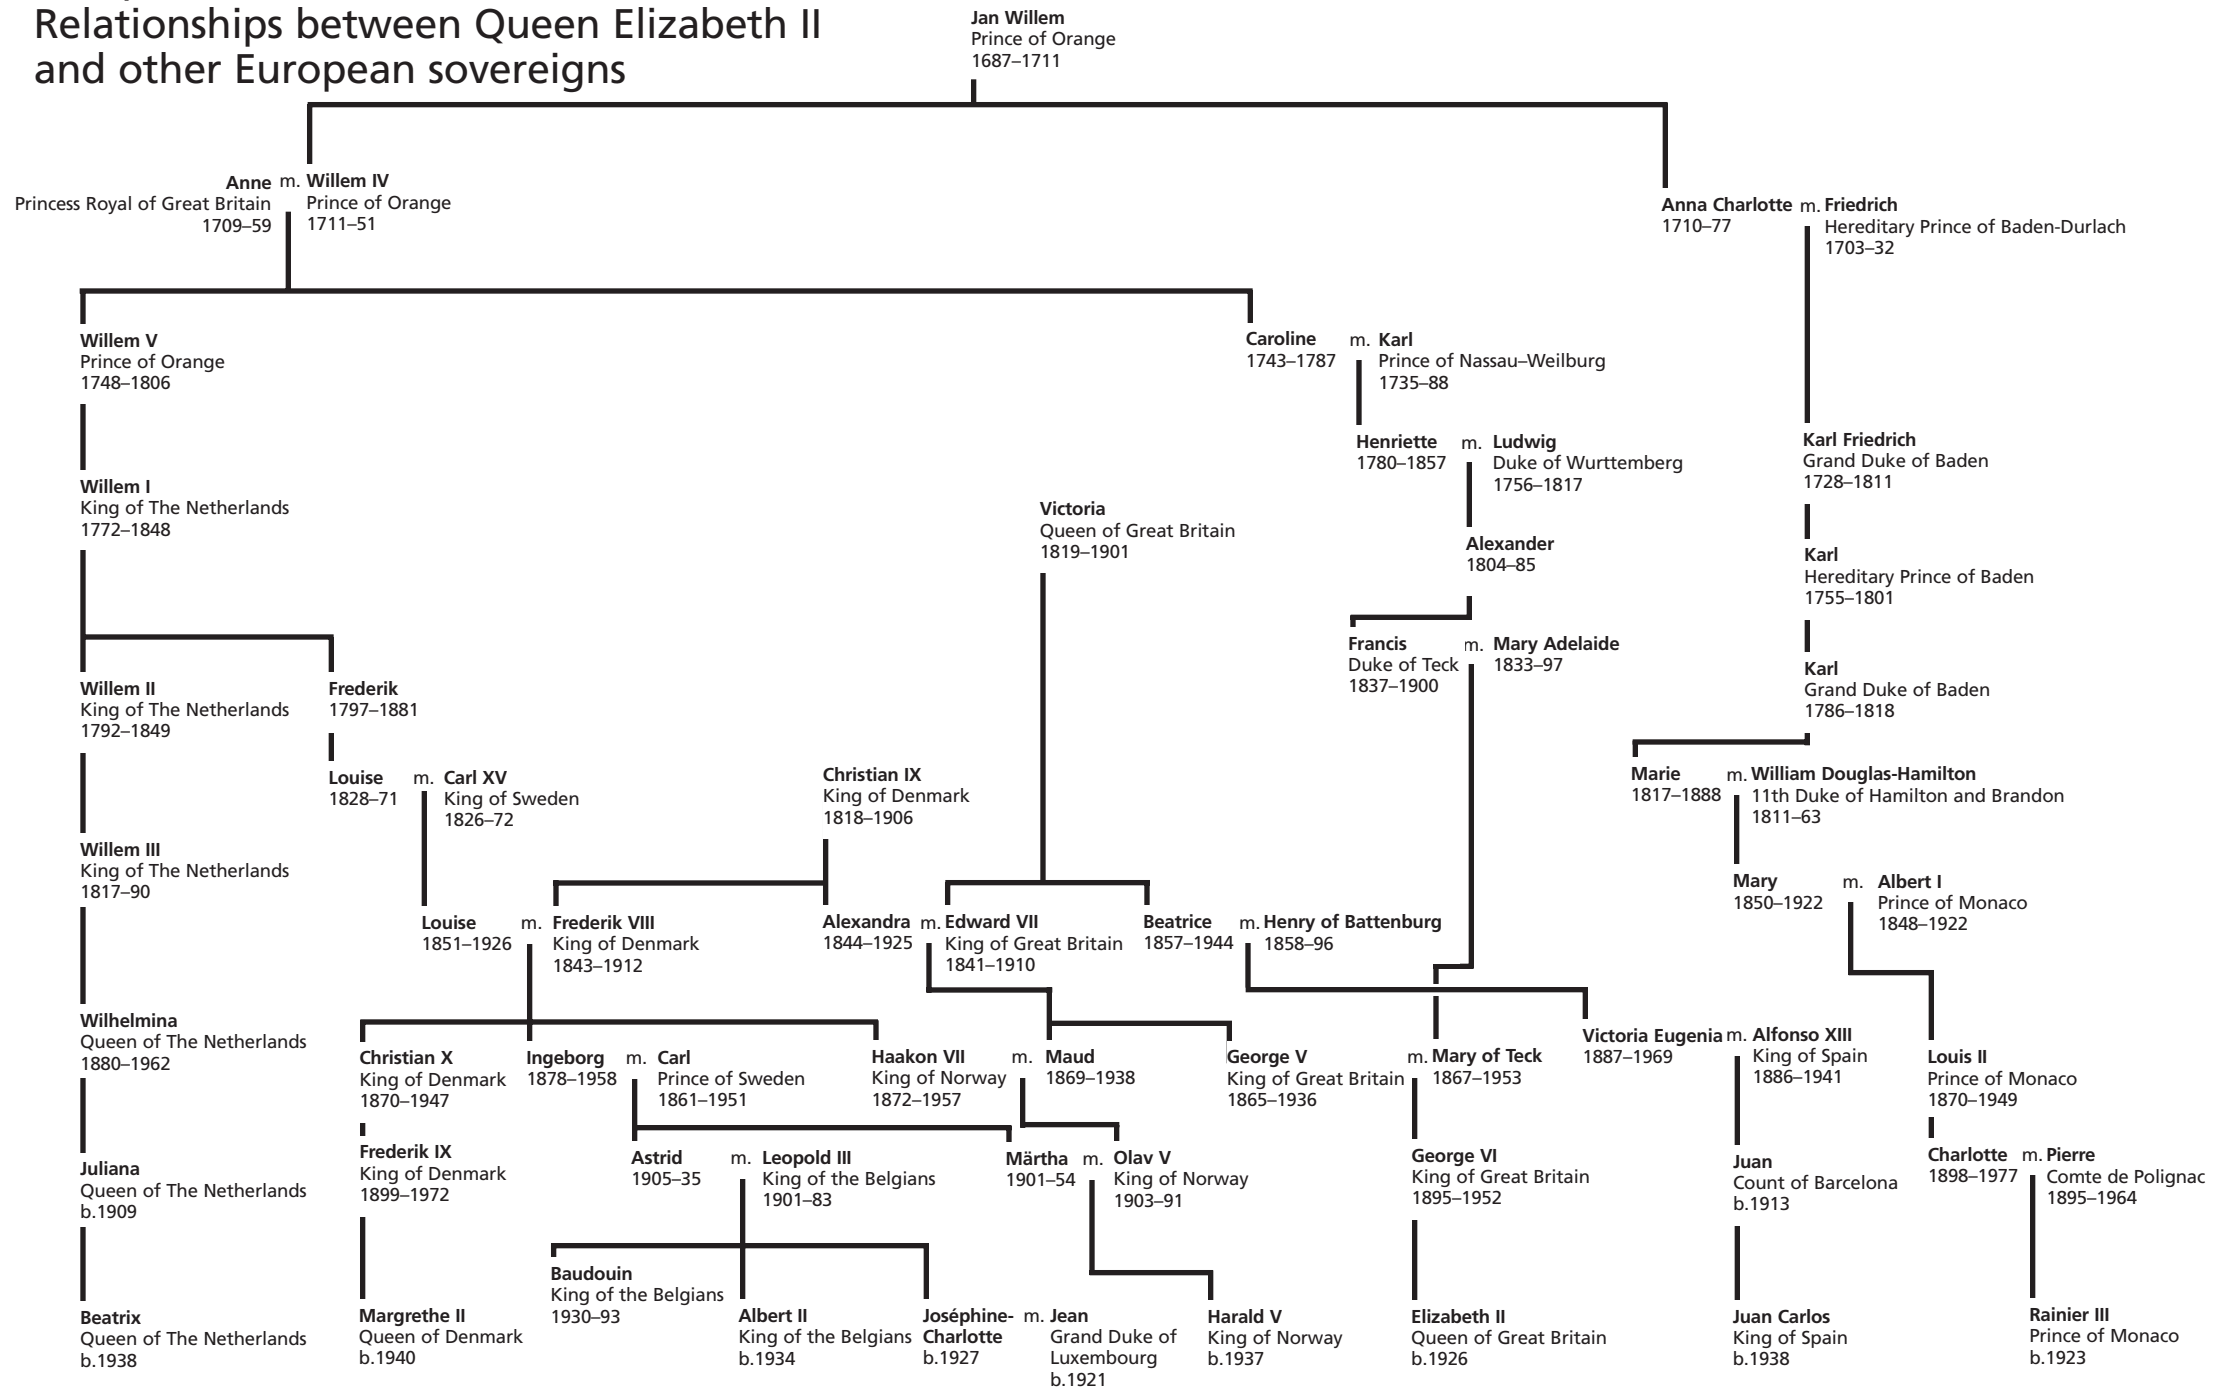 Relationships between Queen Elizabeth II
and other European sovereigns
Jan Willem
Prince of Orange
1687–1711
Anne m. Willem IV
Princess Royal of Great Britain Prince of Orange
1709–59 1711–51
Anna Charlotte m. Friedrich
1710–77 Hereditary Prince of Baden-Durlach
1703–32
Willem V
Prince of Orange
1748–1806
Caroline m. Karl
1743–1787 Prince of Nassau–Weilburg
1735–88
Henriette m. Ludwig
1780–1857 Duke of Wurttemberg
1756–1817
Karl Friedrich
Grand Duke of Baden
1728–1811
Willem I
King of The Netherlands
1772–1848
Victoria
Queen of Great Britain
1819–1901
Alexander
1804–85
Karl
Hereditary Prince of Baden
1755–1801
Francis m. Mary Adelaide
Duke of Teck 1833–97
1837–1900
Karl
Grand Duke of Baden
1786–1818
Willem II
King of The Netherlands
1792–1849
Frederik
1797–1881
Louise m. Carl XV
1828–71 King of Sweden
1826–72
Christian IX
King of Denmark
1818–1906
Marie m. William Douglas-Hamilton
1817–1888 11th Duke of Hamilton and Brandon
1811–63
Willem III
King of The Netherlands
1817–90
Mary m. Albert I
1850–1922 Prince of Monaco
1848–1922
Louise m. Frederik VIII
1851–1926 King of Denmark
1843–1912
Alexandra m. Edward VII
1844–1925 King of Great Britain
1841–1910
Beatrice m. Henry of Battenburg
1857–1944 1858–96
Wilhelmina
Queen of The Netherlands
1880–1962
Christian X
King of Denmark
1870–1947
Ingeborg m. Carl
1878–1958 Prince of Sweden
1861–1951
Haakon VII m. Maud
King of Norway 1869–1938
1872–1957
George V m. Mary of Teck
King of Great Britain 1867–1953
1865–1936
Victoria Eugenia m. Alfonso XIII
1887–1969 King of Spain
1886–1941
Louis II
Prince of Monaco
1870–1949
Juliana
Queen of The Netherlands
b.1909
Frederik IX
King of Denmark
1899–1972
Astrid m. Leopold III
1905–35 King of the Belgians
1901–83
Märtha m. Olav V
1901–54 King of Norway
1903–91
George VI
King of Great Britain
1895–1952
Juan
Count of Barcelona
b.1913
Charlotte m. Pierre
1898–1977 Comte de Polignac
1895–1964
Beatrix
Queen of The Netherlands
b.1938
Margrethe II
Queen of Denmark
b.1940
Baudouin
King of the Belgians
1930–93
Albert II
King of the Belgians
b.1934
Joséphine- m. Jean
Charlotte Grand Duke of
b.1927 Luxembourg
b.1921
Harald V
King of Norway
b.1937
Elizabeth II
Queen of Great Britain
b.1926
Juan Carlos
King of Spain
b.1938
Rainier III
Prince of Monaco
b.1923